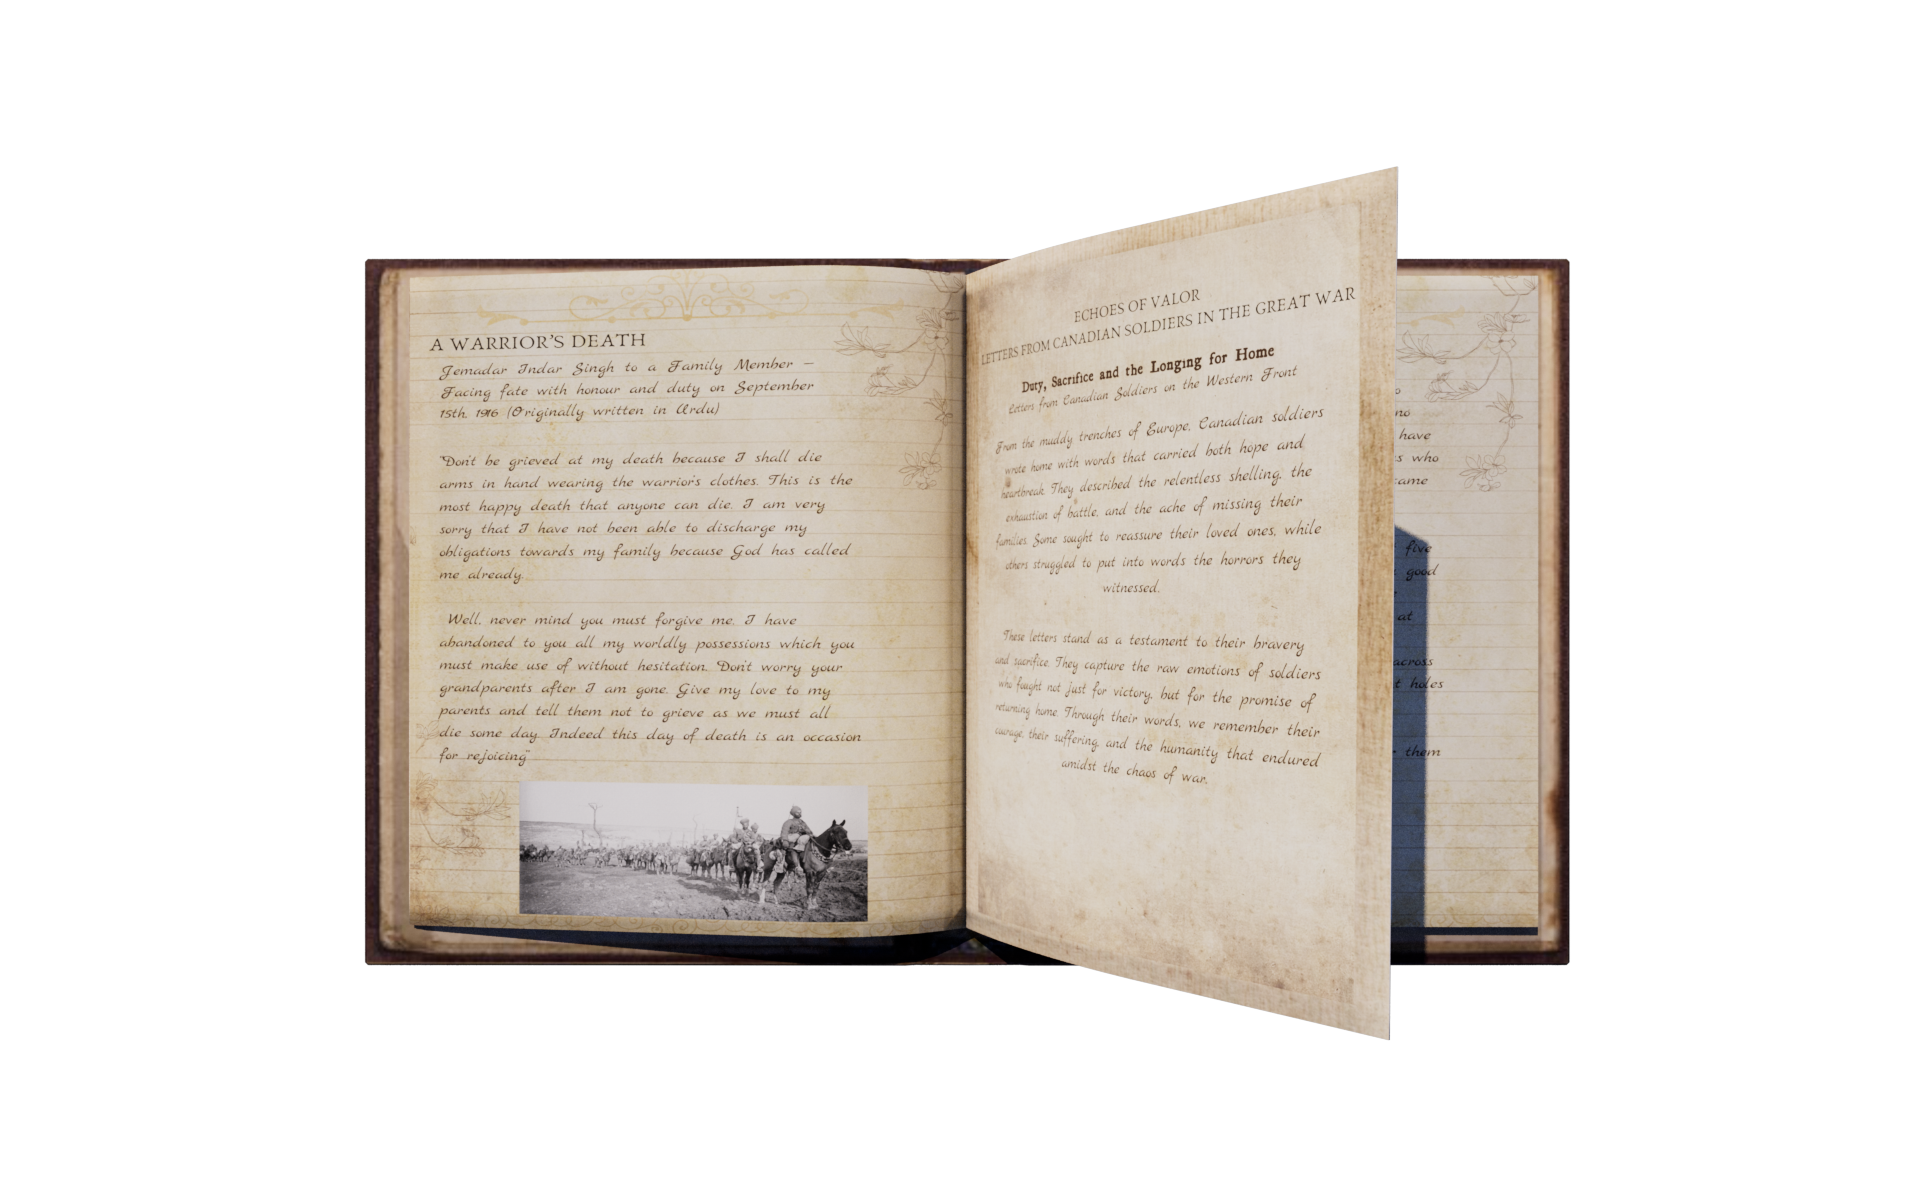 A WARRIOR'S DEATH
Jemadar Indar Singh to a Family Member –
Facing fate with honour and duty on September
15th, 1916 (Originally written in Urdu)
"Don't be grieved at my death because I shall die
arms in hand wearing the warrior's clothes. This is the
most happy death that anyone can die. I am very
sorry that I have not been able to discharge my
obligations towards my family because God has called
me already.
Well, never mind you must forgive me. I have
abandoned to you all my worldly possessions which you
must make use of without hesitation. Don't worry your
grandparents after I am gone. Give my love to my
parents and tell them not to grieve as we must all
die some day. Indeed this day of death is an occasion
for rejoicing"
ECHOES OF VALOR
LETTERS FROM CANADIAN SOLDIERS IN THE GREAT WAR
Duty, Sacrifice and the Longing for Home
Letters from Canadian Soldiers on the Western Front
From the muddy trenches of Europe, Canadian soldiers
wrote home with words that carried both hope and
heartbreak. They described the relentless shelling, the
exhaustion of battle, and the ache of missing their
families. Some sought to reassure their loved ones, while
others struggled to put into words the horrors they
witnessed.
These letters stand as a testament to their bravery
and sacrifice. They capture the raw emotions of soldiers
who fought not just for victory, but for the promise of
returning home. Through their words, we remember their
courage, their suffering, and the humanity that endured
amidst the chaos of war.
have
who
came
five
good
at
across
holes
them